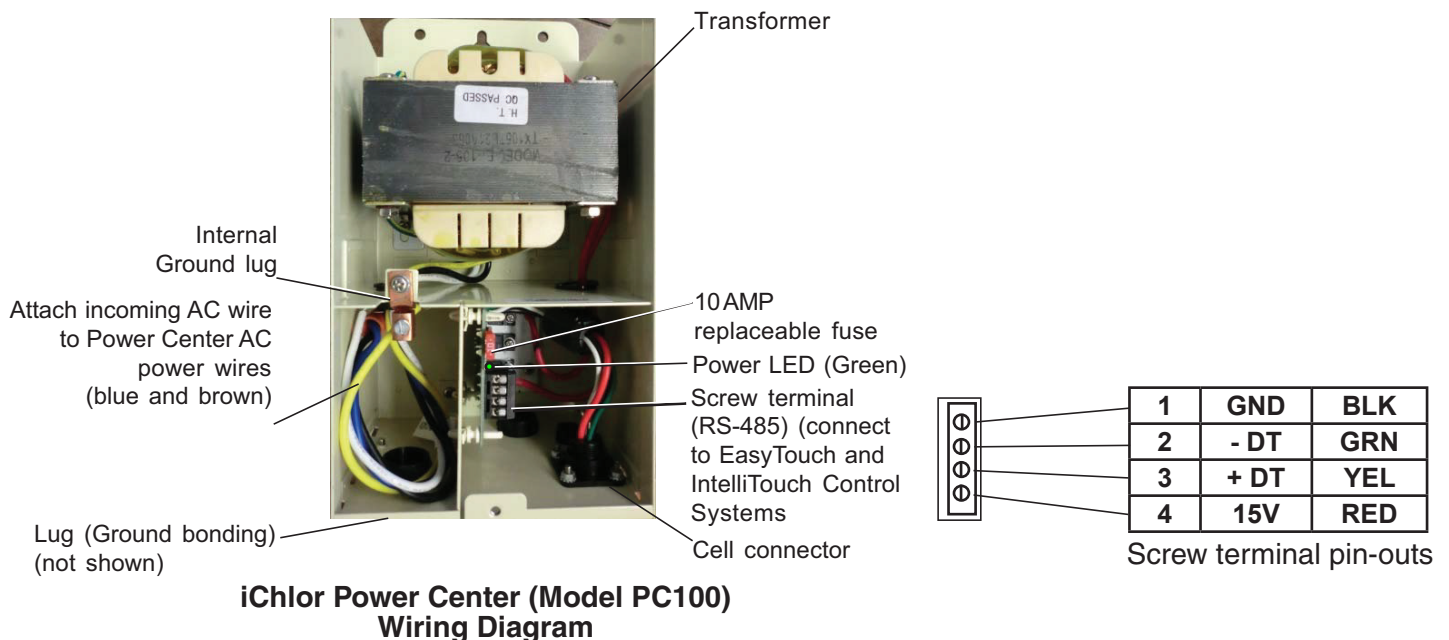 Transformer
H. T.
QC PASSED
Internal
Ground lug
Attach incoming AC wire
to Power Center AC
power wires
(blue and brown)
Lug (Ground bonding)
(not shown)
10 AMP
replaceable fuse
Power LED (Green)
Screw terminal
(RS-485) (connect
to EasyTouch and
IntelliTouch Control
Systems
Cell connector
1 GND BLK
2 - DT GRN
3 + DT YEL
4 15V RED
Screw terminal pin-outs
iChlor Power Center (Model PC100)
Wiring Diagram